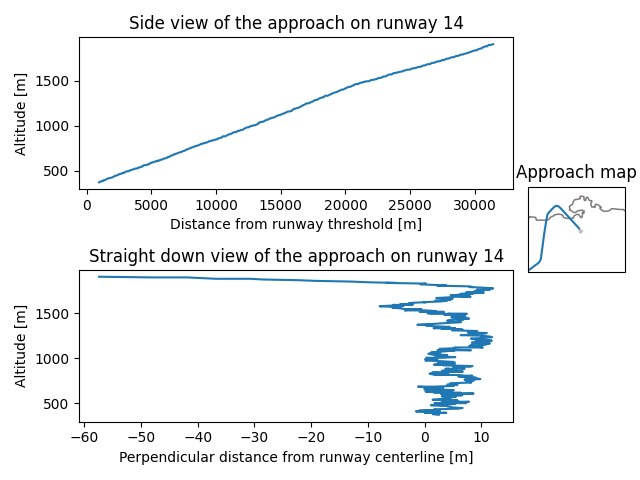 Side view of the approach on runway 14
1500
1000
500
Altitude [m]
0 5000 10000 15000 20000 25000 30000
Distance from runway threshold [m]
Approach map
Straight down view of the approach on runway 14
1500
1000
500
Altitude [m]
−60 −50 −40 −30 −20 −10 0 10
Perpendicular distance from runway centerline [m]